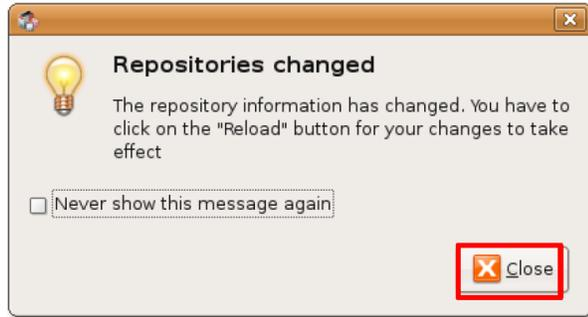 Repositories changed
The repository information has changed. You have to
click on the "Reload" button for your changes to take
effect
Never show this message again
Close